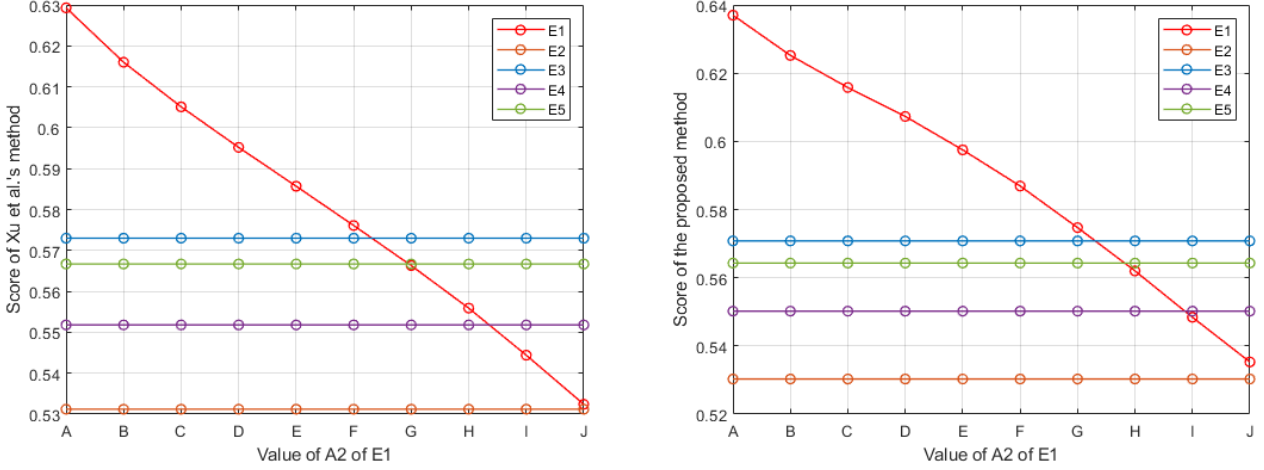 0.63
0.62
0.61
0.6
0.59
0.58
0.57
0.56
0.55
0.54
0.53
Score of Xu et al.'s method
A B C D E F G H I J
Value of A2 of E1
E1
E2
E3
E4
E5
0.64
0.62
0.6
0.58
0.56
0.54
0.52
Score of the proposed method
A B C D E F G H I J
Value of A2 of E1
E1
E2
E3
E4
E5